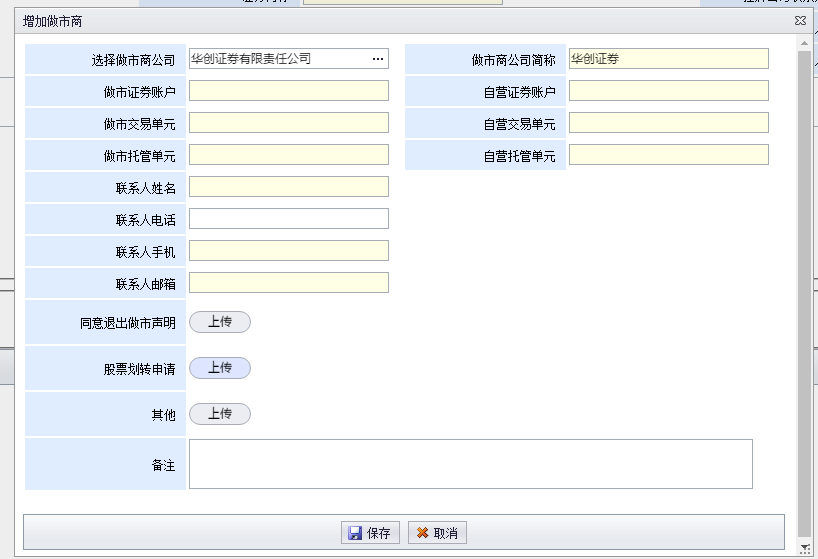 增加做市商
选择做市商公司 华创证券有限责任公司 ... 做市商公司简称 华创证券
做市证券账户 自营证券账户
做市交易单元 自营交易单元
做市托管单元 自营托管单元
联系人姓名
联系人电话
联系人手机
联系人邮箱
同意退出做市声明 上传
股票划转申请 上传
其他 上传
备注
保存 取消